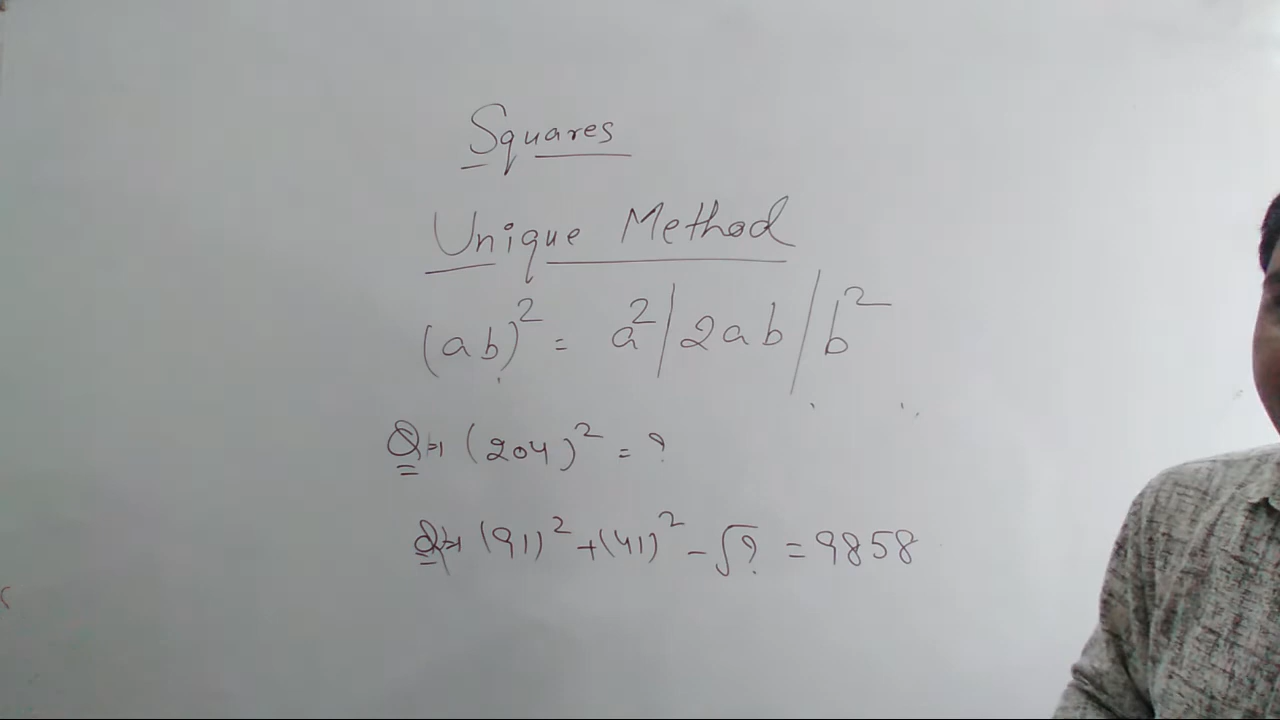 Squares
Unique Method
(ab)² = a²/2ab/b²
Q⇒ (204)² = ?
Q⇒ (91)² + (41)² - √? = 9858